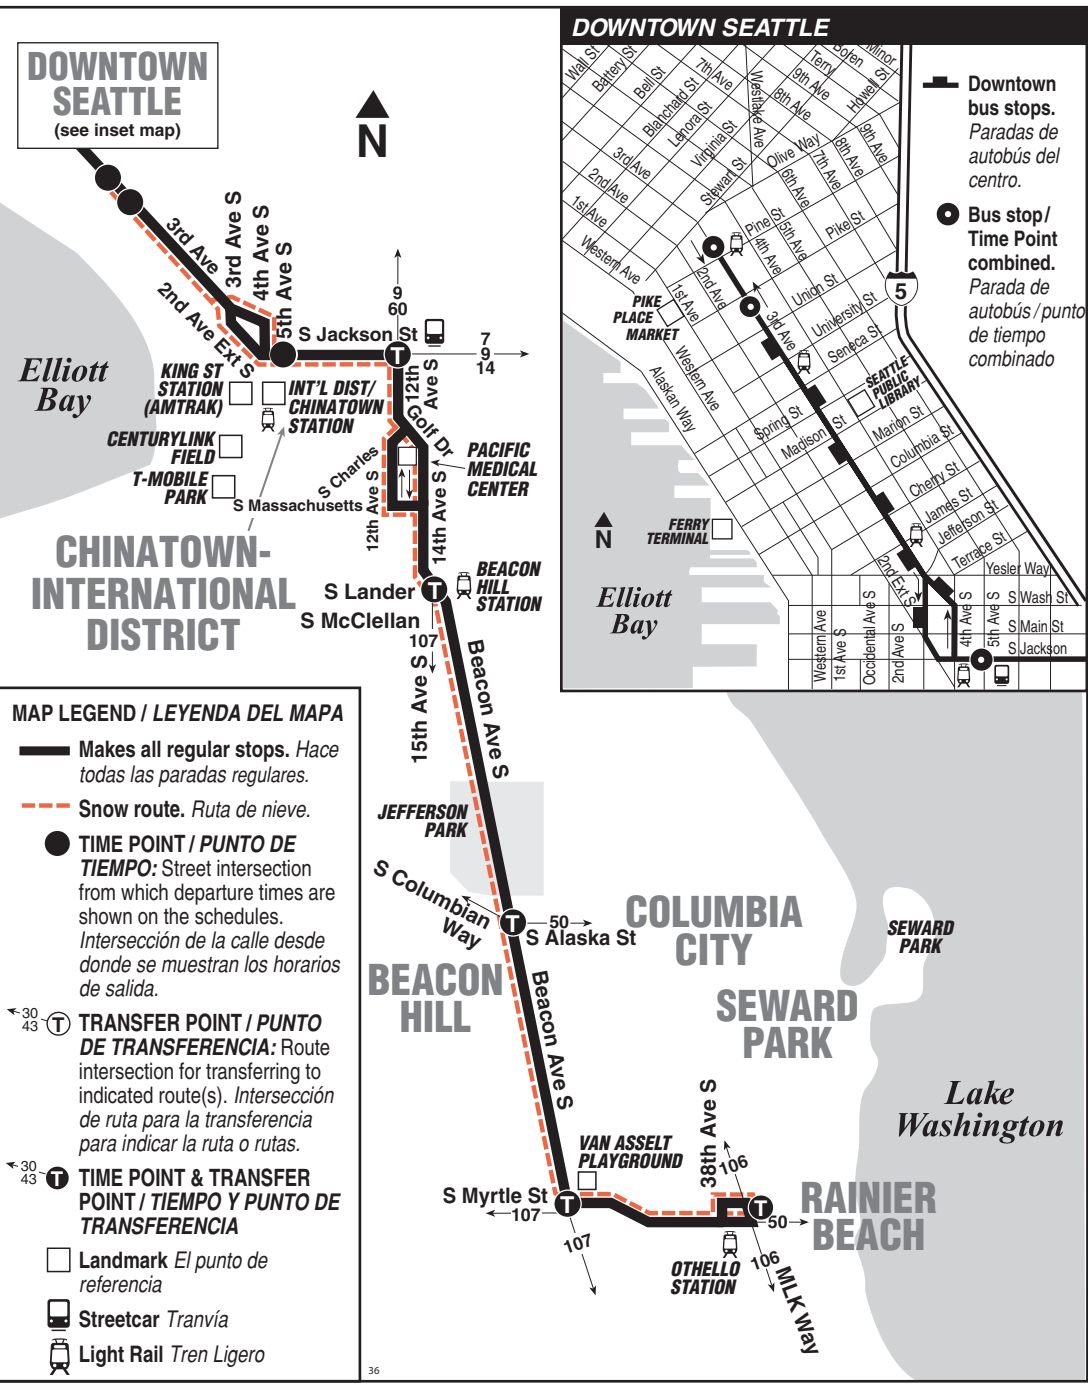 DOWNTOWN
SEATTLE
(see inset map)
N
3rd Ave
3rd Ave S
4th Ave S
5th Ave S
2nd Ave Ext S
S Jackson St
9
60
7
9
14
12th
Ave S
Golf Dr
Elliott
Bay
KING ST
STATION
(AMTRAK)
INT'L DIST/
CHINATOWN
STATION
CENTURYLINK
FIELD
T-MOBILE
PARK
S Charles
S Massachusetts
12th Ave S
14th Ave S
PACIFIC
MEDICAL
CENTER
CHINATOWN-
INTERNATIONAL
DISTRICT
S Lander
S McClellan
BEACON
HILL
STATION
107
15th Ave S
Beacon Ave S
JEFFERSON
PARK
S Columbian
Way
50
S Alaska St
BEACON
HILL
Beacon Ave S
COLUMBIA
CITY
SEWARD
PARK
SEWARD
PARK
Lake
Washington
VAN ASSELT
PLAYGROUND
38th Ave S
106
S Myrtle St
107
107
50
RAINIER
BEACH
OTHELLO
STATION
106
MLK Way
36
MAP LEGEND / LEYENDA DEL MAPA
Makes all regular stops. Hace
todas las paradas regulares.
Snow route. Ruta de nieve.
TIME POINT / PUNTO DE
TIEMPO: Street intersection
from which departure times are
shown on the schedules.
Intersección de la calle desde
donde se muestran los horarios
de salida.
30
43
T
TRANSFER POINT / PUNTO
DE TRANSFERENCIA: Route
intersection for transferring to
indicated route(s). Intersección
de ruta para la transferencia
para indicar la ruta o rutas.
30
43
T
TIME POINT & TRANSFER
POINT / TIEMPO Y PUNTO DE
TRANSFERENCIA
Landmark El punto de
referencia
Streetcar Tranvía
Light Rail Tren Ligero
T
T
T
T
T
DOWNTOWN SEATTLE
Wall St
Battery St
Bell St
Blanchard St
Lenora St
Virginia St
Stewart St
7th Ave
Westlake Ave
8th Ave
9th Ave
Terry
Boren
Minor
Howell St
Olive Way
9th Ave
8th Ave
7th Ave
6th Ave
5th Ave
4th Ave
3rd Ave
2nd Ave
1st Ave
Western Ave
Pine St
Pike St
Union St
University St
Seneca St
2nd Ave
1st Ave
3rd Ave
PIKE
PLACE
MARKET
Western Ave
Alaskan Way
SEATTLE
PUBLIC
LIBRARY
Spring St
Madison St
Marion St
Columbia St
Cherry St
James St
Jefferson St
Terrace St
Yesler Way
S Wash St
S Main St
S Jackson
FERRY
TERMINAL
N
Elliott
Bay
2nd Ext S
Western Ave
1st Ave S
Occidental Ave S
2nd Ave S
4th Ave S
5th Ave S
5
Downtown
bus stops.
Paradas de
autobús del
centro.
Bus stop/
Time Point
combined.
Parada de
autobús/punto
de tiempo
combinado